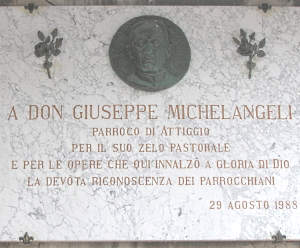 A DON GIUSEPPE MICHELANGELI
PARROCO DI ATTIGGIO
PER IL SUO ZELO PASTORALE
E PER LE OPERE CHE QUI INNALZÒ A GLORIA DI DIO
LA DEVOTA RICONOSCENZA DEI PARROCCHIANI
29 AGOSTO 1988